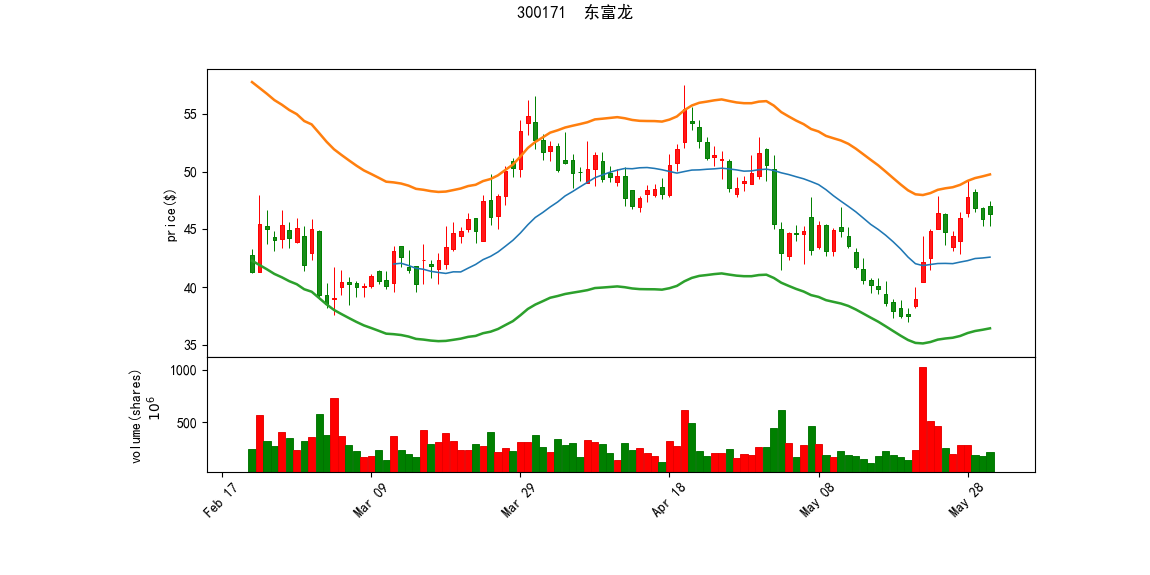 300171 东富龙
price($)
55
50
45
40
35
volume(shares)
10^6
1000
500
Feb 17
Mar 09
Mar 29
Apr 18
May 08
May 28